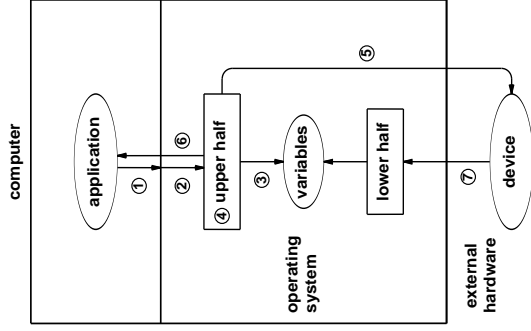 computer
application
①
⑥
②
④ upper half
③
⑤
variables
operating
system
lower half
⑦
external
hardware
device